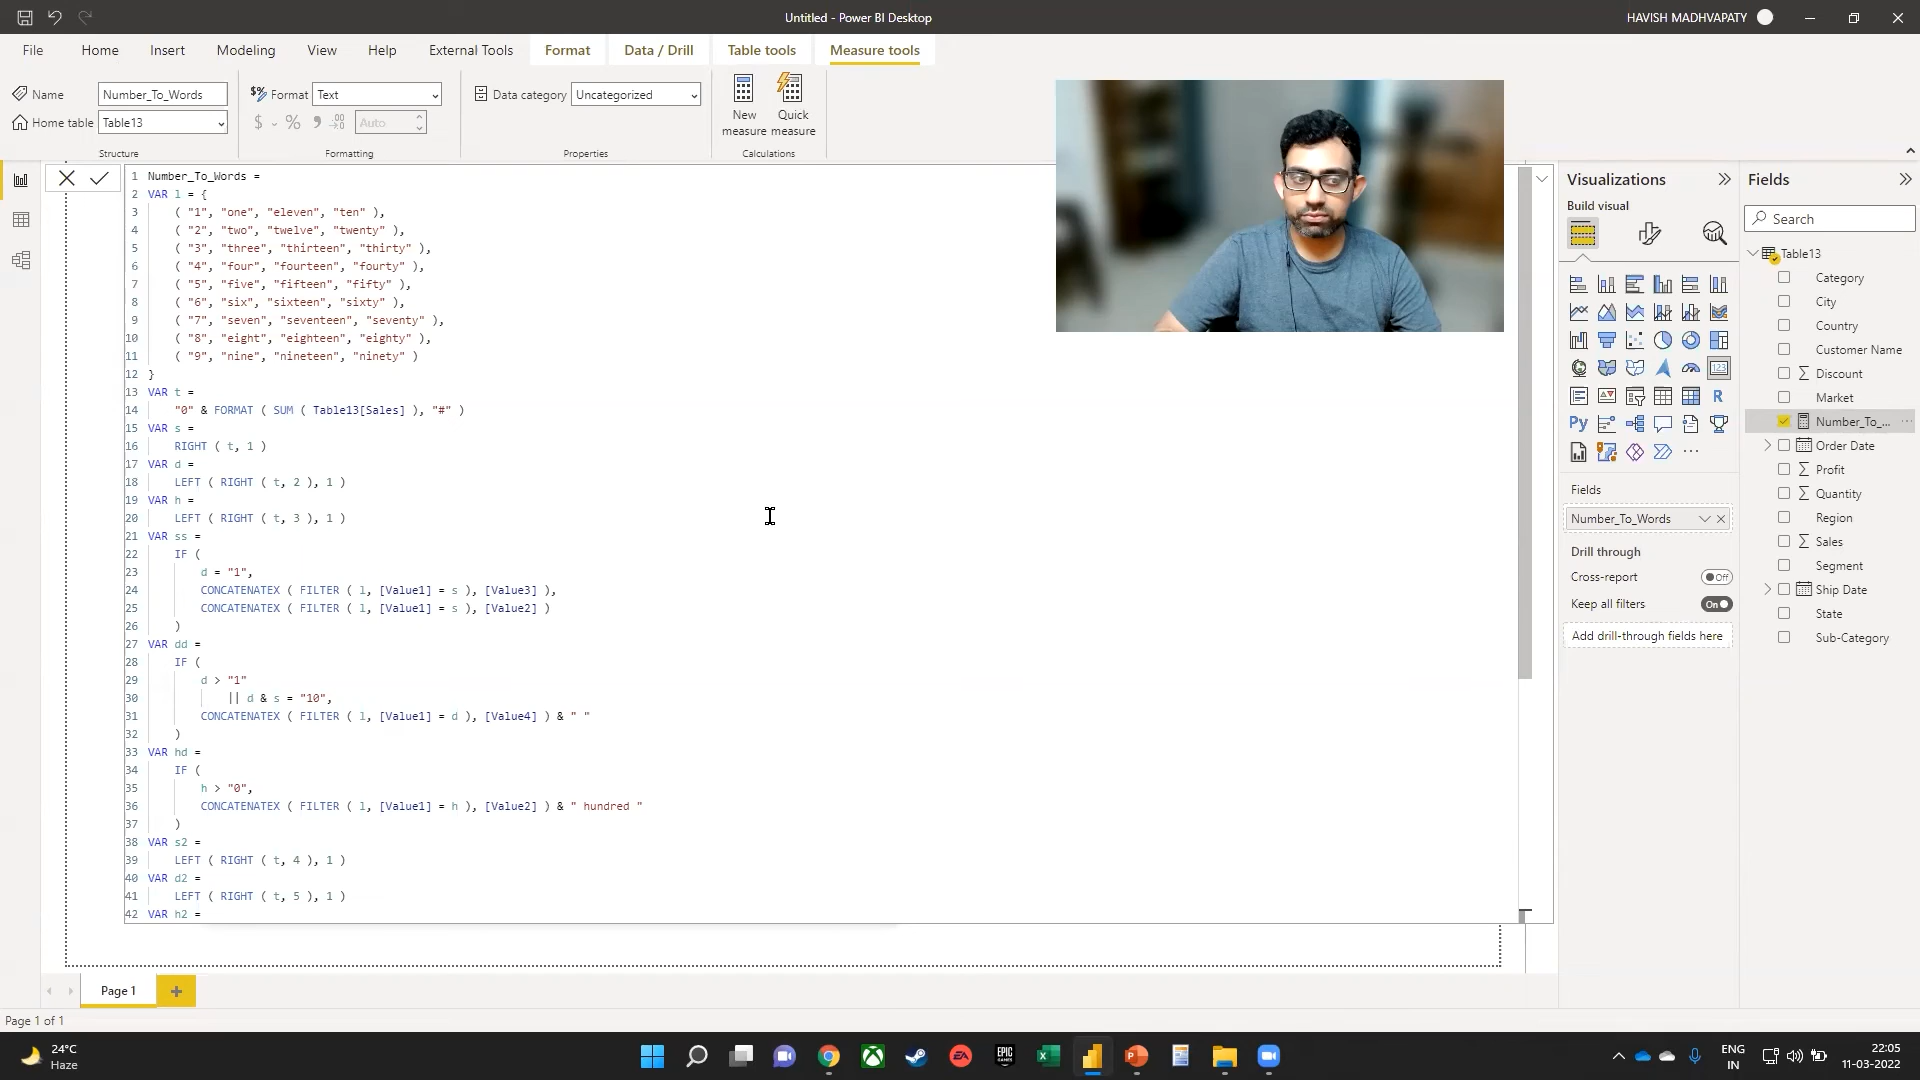 Untitled - Power BI Desktop
HAVISH MADHVAPATY
File Home Insert Modeling View Help External Tools Format Data / Drill Table tools Measure tools
Name Number_To_Words
Home table Table13
Structure
$% Format Text
$ % 9 .00 Auto
Formatting
Data category Uncategorized
Properties
New measure
Quick measure
Calculations
1 Number_To_Words =
2 VAR l = {
3 ( "1", "one", "eleven", "ten" ),
4 ( "2", "two", "twelve", "twenty" ),
5 ( "3", "three", "thirteen", "thirty" ),
6 ( "4", "four", "fourteen", "fourty" ),
7 ( "5", "five", "fifteen", "fifty" ),
8 ( "6", "six", "sixteen", "sixty" ),
9 ( "7", "seven", "seventeen", "seventy" ),
10 ( "8", "eight", "eighteen", "eighty" ),
11 ( "9", "nine", "nineteen", "ninety" )
12 }
13 VAR t =
14 "0" & FORMAT ( SUM ( Table13[Sales] ), "#" )
15 VAR s =
16 RIGHT ( t, 1 )
17 VAR d =
18 LEFT ( RIGHT ( t, 2 ), 1 )
19 VAR h =
20 LEFT ( RIGHT ( t, 3 ), 1 )
21 VAR ss =
22 IF (
23 d = "1",
24 CONCATENATEX ( FILTER ( l, [Value1] = s ), [Value3] ),
25 CONCATENATEX ( FILTER ( l, [Value1] = s ), [Value2] )
26 )
27 VAR dd =
28 IF (
29 d > "1"
30 || d & s = "10",
31 CONCATENATEX ( FILTER ( l, [Value1] = d ), [Value4] ) & " "
32 )
33 VAR hd =
34 IF (
35 h > "0",
36 CONCATENATEX ( FILTER ( l, [Value1] = h ), [Value2] ) & " hundred "
37 )
38 VAR s2 =
39 LEFT ( RIGHT ( t, 4 ), 1 )
40 VAR d2 =
41 LEFT ( RIGHT ( t, 5 ), 1 )
42 VAR h2 =
Visualizations
Build visual
123
R
Py
...
Fields
Number_To_Words
Drill through
Cross-report Off
Keep all filters On
Add drill-through fields here
Fields
Search
Table13
Category
City
Country
Customer Name
Discount
Market
Number_To_... ...
Order Date
Profit
Quantity
Region
Sales
Segment
Ship Date
State
Sub-Category
Page 1 +
Page 1 of 1
24°C
Haze
EA
EPIC GAMES
ENG
IN
22:05
11-03-2022